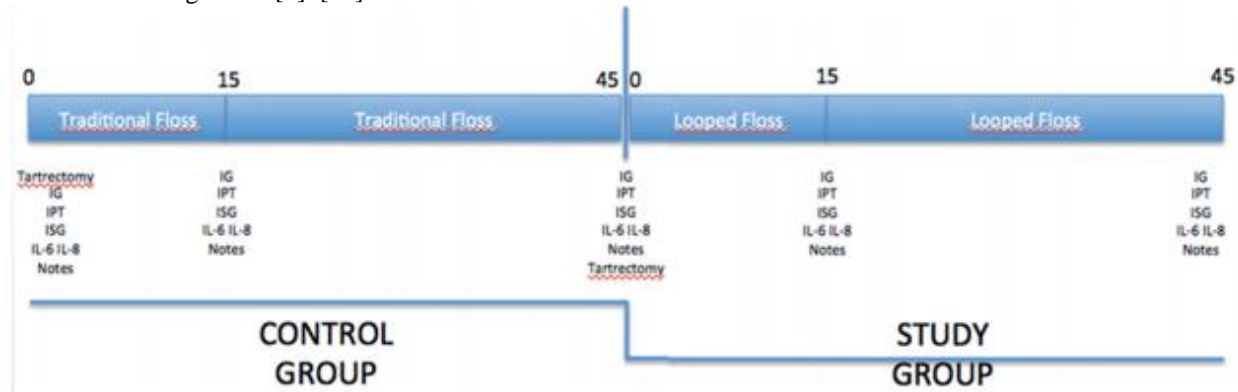 0 15 45 0 15 45
Traditional Floss Traditional Floss Looped Floss Looped Floss
Tartrectomy
IG
IPT
ISG
IL-6 IL-8
Notes
IG
IPT
ISG
IL-6 IL-8
Notes
IG
IPT
ISG
IL-6 IL-8
Notes
Tartrectomy
IG
IPT
ISG
IL-6 IL-8
Notes
IG
IPT
ISG
IL-6 IL-8
Notes
CONTROL
GROUP
STUDY
GROUP